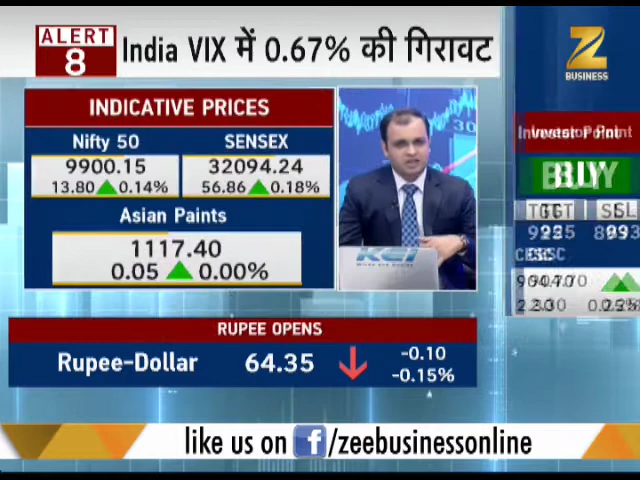 ALERT
8
India VIX में 0.67% की गिरावट
Z
BUSINESS
INDICATIVE PRICES
Nifty 50
9900.15
13.80 0.14%
SENSEX
32094.24
56.86 0.18%
Asian Paints
1117.40
0.05 0.00%
30
KEI
BUY
RUPEE OPENS
Rupee-Dollar 64.35 -0.10
-0.15%
like us on f/zeebusinessonline